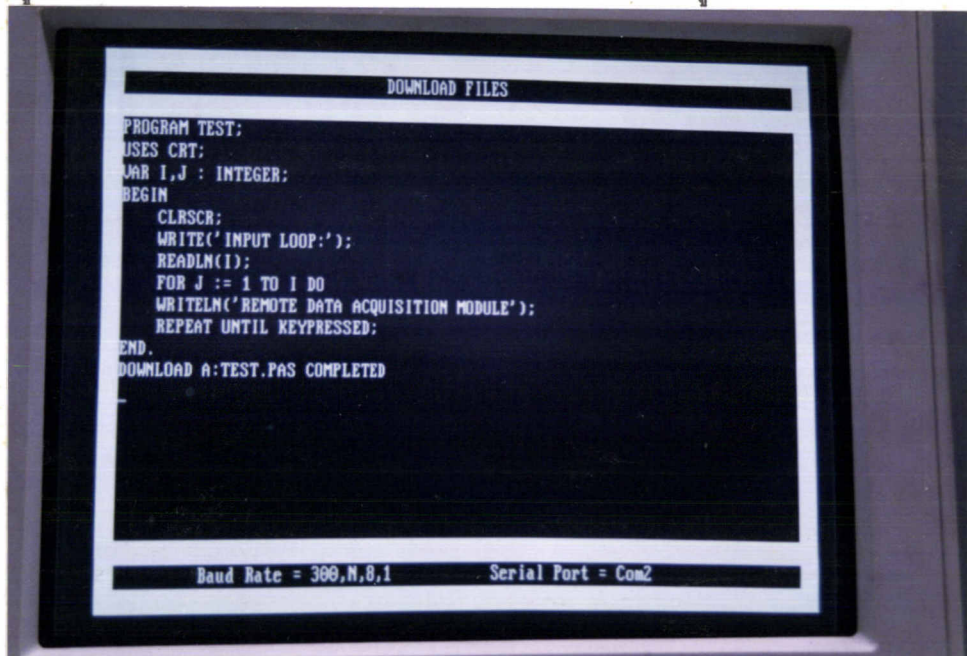 DOWNLOAD FILES
PROGRAM TEST;
USES CRT;
VAR I,J : INTEGER;
BEGIN
    CLRSCR;
    WRITE('INPUT LOOP:');
    READLN(I);
    FOR J := 1 TO I DO
    WRITELN('REMOTE DATA ACQUISITION MODULE');
    REPEAT UNTIL KEYPRESSED;
END.
DOWNLOAD A:TEST.PAS COMPLETED
Baud Rate = 300,N,8,1 Serial Port = Com2